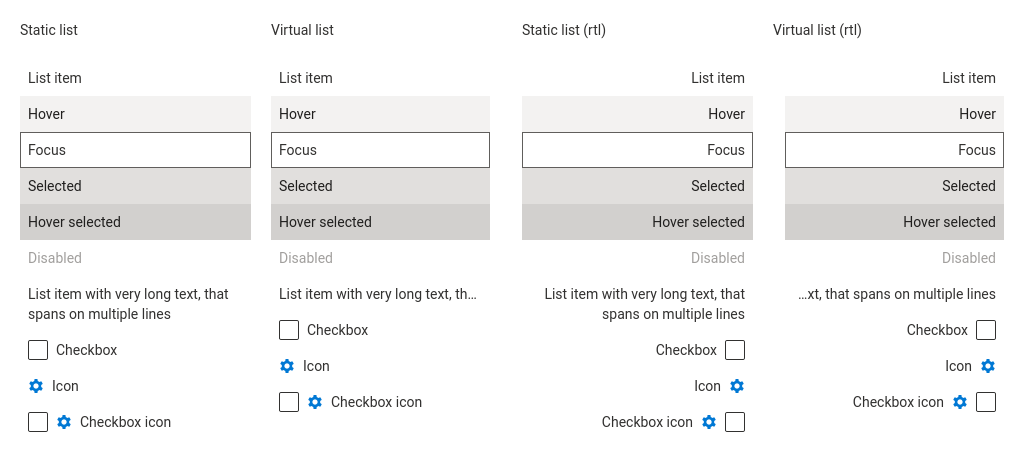 Static list
List item
Hover
Focus
Selected
Hover selected
Disabled
List item with very long text, that
spans on multiple lines
Checkbox
Icon
Checkbox icon
Virtual list
List item
Hover
Focus
Selected
Hover selected
Disabled
List item with very long text, th…
Checkbox
Icon
Checkbox icon
Static list (rtl)
List item
Hover
Focus
Selected
Hover selected
Disabled
List item with very long text, that
spans on multiple lines
Checkbox
Icon
Checkbox icon
Virtual list (rtl)
List item
Hover
Focus
Selected
Hover selected
Disabled
…xt, that spans on multiple lines
Checkbox
Icon
Checkbox icon